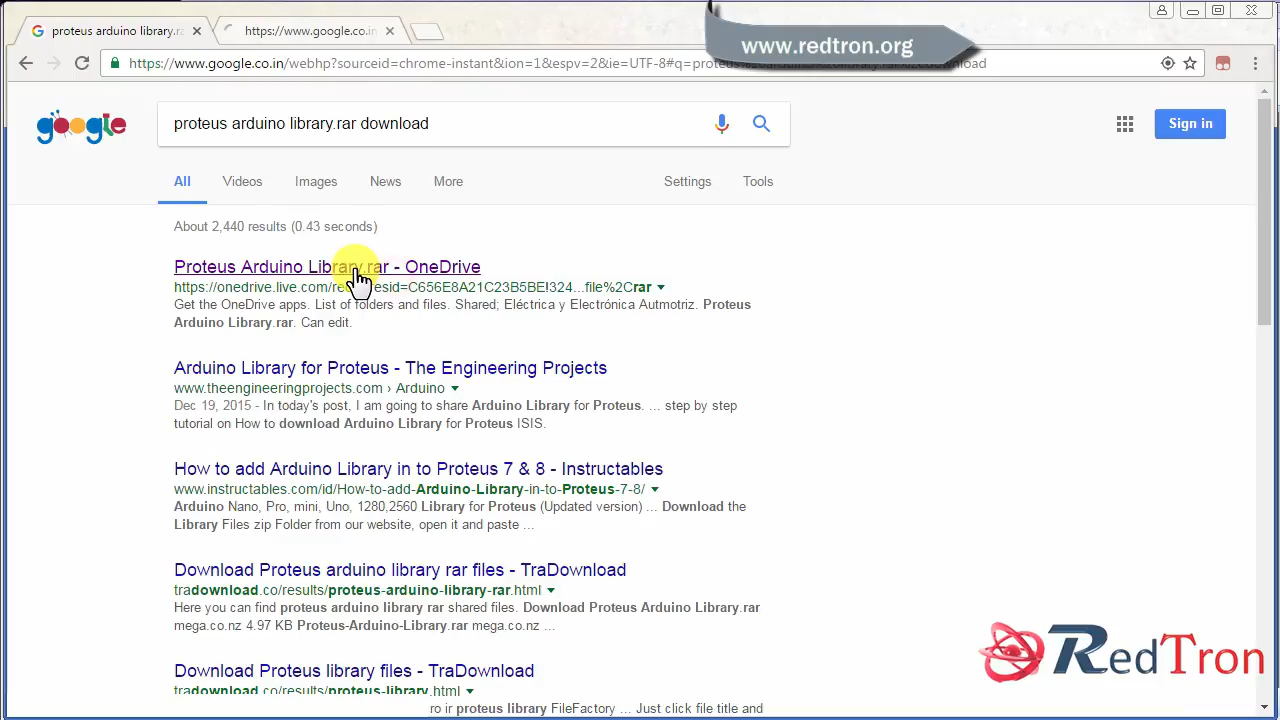 proteus arduino library.ra
https://www.google.co.in
www.redtron.org
https://www.google.co.in/webhp?sourceid=chrome-instant&ion=1&espv=2&ie=UTF-8#q=proteus
download
Google
proteus arduino library.rar download
Sign in
All Videos Images News More Settings Tools
About 2,440 results (0.43 seconds)
Proteus Arduino Library.rar - OneDrive
https://onedrive.live.com/ resid=C656E8A21C23B5BE!324...file%2Crar
Get the OneDrive apps. List of folders and files. Shared; Eléctrica y Electrónica Automotriz. Proteus
Arduino Library.rar. Can edit.
Arduino Library for Proteus - The Engineering Projects
www.theengineeringprojects.com › Arduino
Dec 19, 2015 - In today's post, I am going to share Arduino Library for Proteus. ... step by step
tutorial on How to download Arduino Library for Proteus ISIS.
How to add Arduino Library in to Proteus 7 & 8 - Instructables
www.instructables.com/id/How-to-add-Arduino-Library-in-to-Proteus-7-8/
Arduino Nano, Pro, mini, Uno, 1280,2560 Library for Proteus (Updated version) ... Download the
Library Files zip Folder from our website, open it and paste ...
Download Proteus arduino library rar files - TraDownload
tradownload.co/results/proteus-arduino-library-rar.html
Here you can find proteus arduino library rar shared files. Download Proteus Arduino Library.rar
mega.co.nz 4.97 KB Proteus-Arduino-Library.rar mega.co.nz ...
Download Proteus library files - TraDownload
tradownload.co/results/proteus-library.html
ro ir proteus library FileFactory ... Just click file title and
RedTron